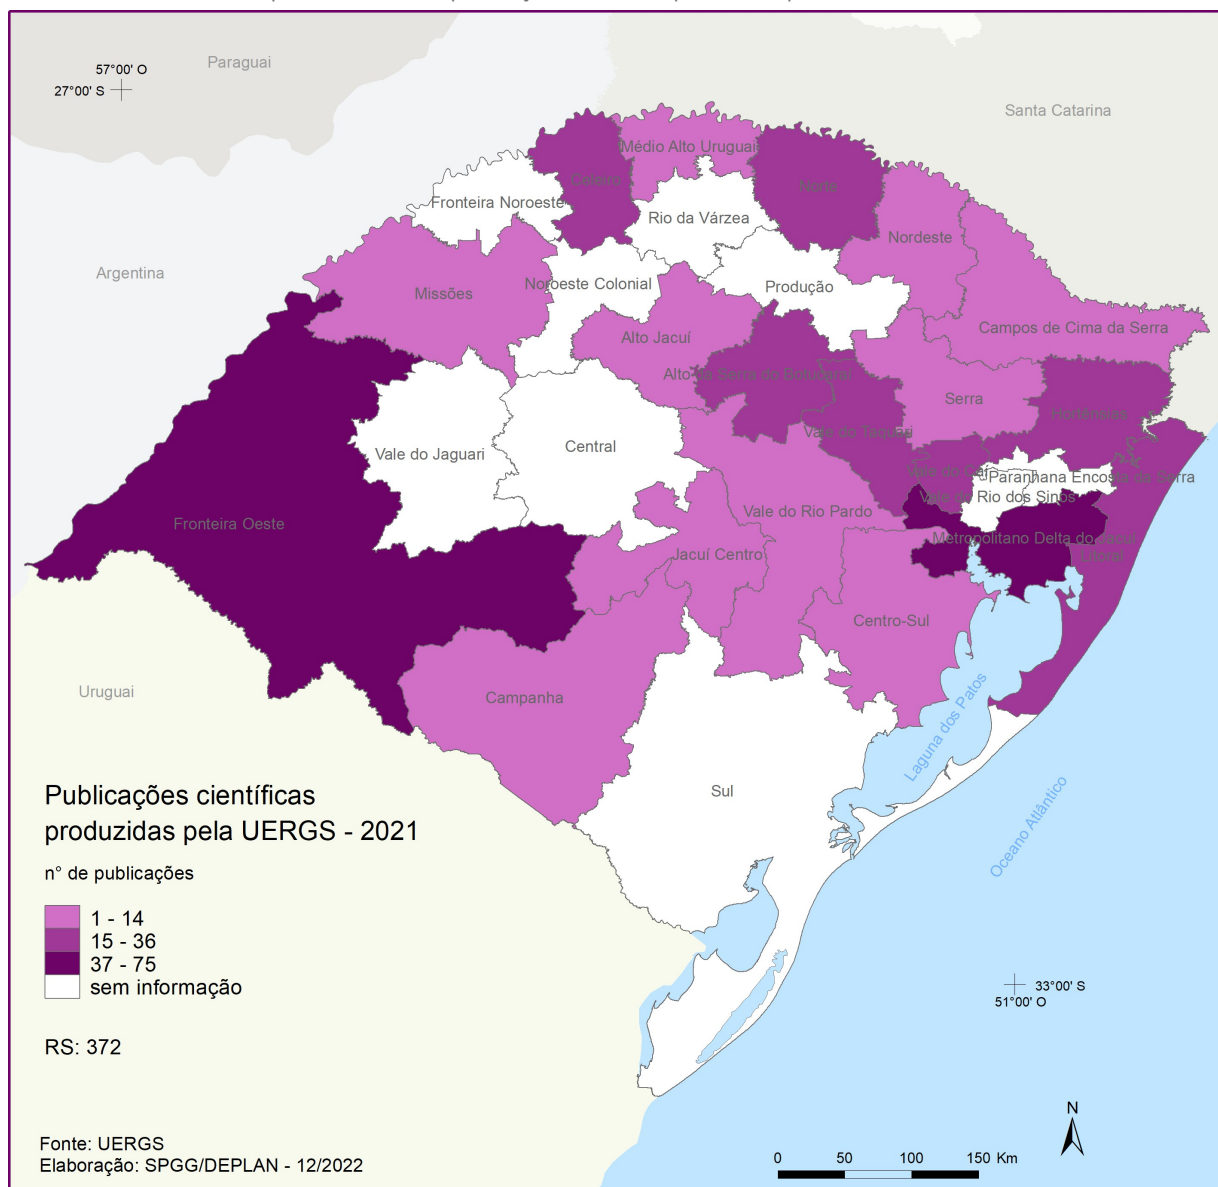 Paraguai
57°00' O
27°00' S
Santa Catarina
Médio Alto Uruguai
Celeiro
Norte
Fronteira Noroeste
Rio da Várzea
Nordeste
Argentina
Noroeste Colonial
Produção
Missões
Campos de Cima da Serra
Alto Jacuí
Alto da Serra do Botucaraí
Serra
Hortênsias
Vale do Taquari
Central
Vale do Jaguari
Vale do Caí
Paranhana Encosta da Serra
Vale do Rio dos Sinos
Vale do Rio Pardo
Fronteira Oeste
Metropolitano Delta do Jacuí
Jacuí Centro
Litoral
Centro-Sul
Uruguai
Campanha
Laguna dos Patos
Sul
Oceano Atlântico
Publicações científicas
produzidas pela UERGS - 2021
n° de publicações
1 - 14
15 - 36
37 - 75
sem informação
33°00' S
51°00' O
RS: 372
N
Fonte: UERGS
Elaboração: SPGG/DEPLAN - 12/2022
0 50 100 150 Km